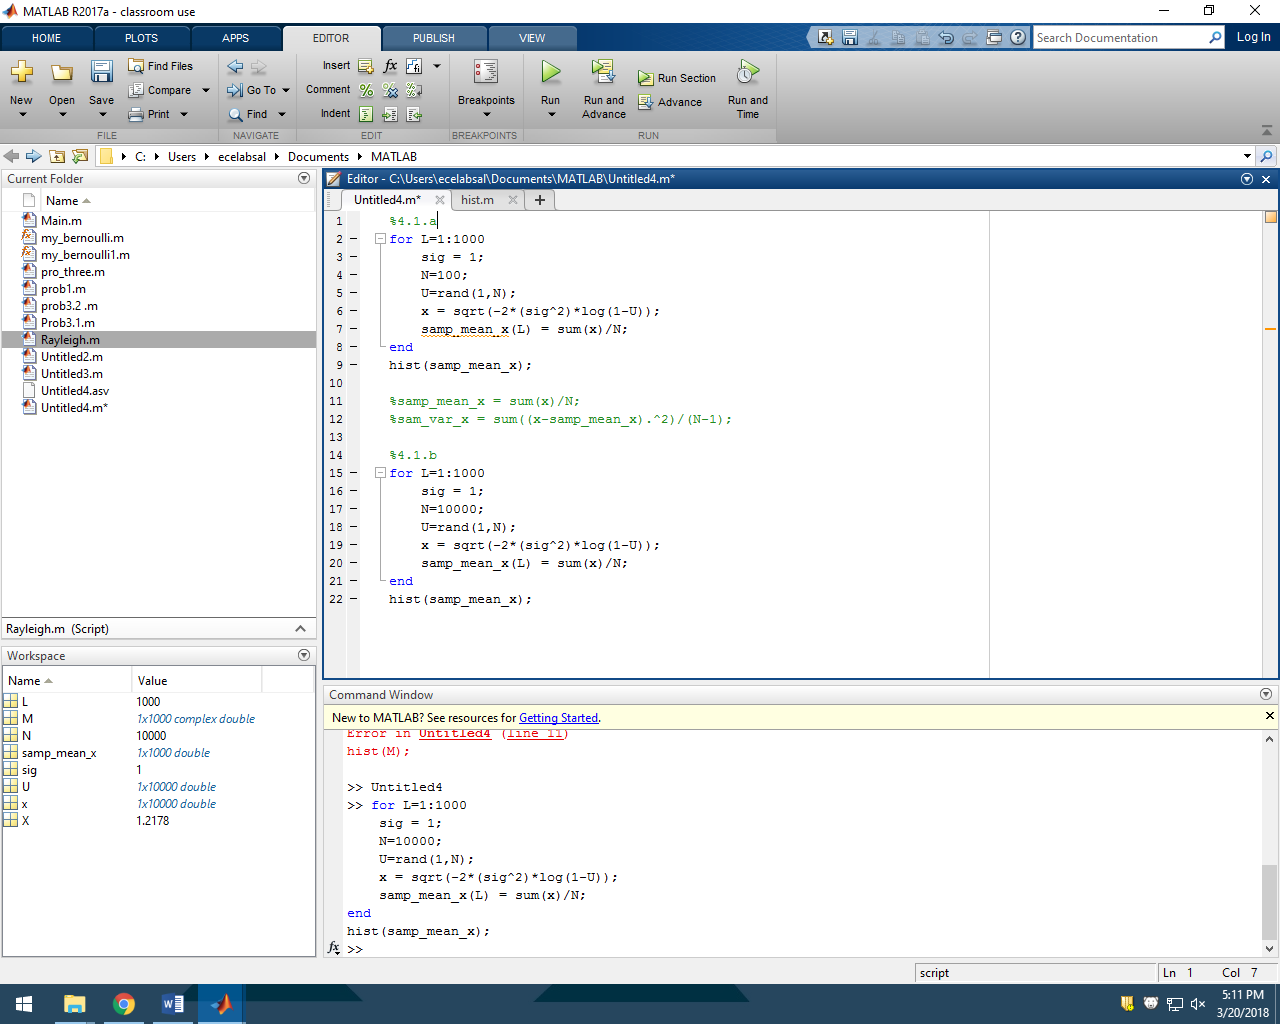 MATLAB R2017a - classroom use
HOME PLOTS APPS EDITOR PUBLISH VIEW
Search Documentation
Log In
New
Open
Save
Find Files
Compare
Print
FILE
Go To
Find
NAVIGATE
Insert fx
Comment
Indent
EDIT
Breakpoints
BREAKPOINTS
Run
Run and Advance
Run Section
Advance
Run and Time
RUN
C: Users ecelabsal Documents MATLAB
Current Folder
Name
Main.m
my_bernoulli.m
my_bernoulli1.m
pro_three.m
prob1.m
prob3.2 .m
Prob3.1.m
Rayleigh.m
Untitled2.m
Untitled3.m
Untitled4.asv
Untitled4.m*
Rayleigh.m (Script)
Workspace
Name Value
L 1000
M 1x1000 complex double
N 10000
samp_mean_x 1x1000 double
sig 1
U 1x10000 double
x 1x10000 double
X 1.2178
Editor - C:\Users\ecelabsal\Documents\MATLAB\Untitled4.m*
Untitled4.m* hist.m
1 %4.1.a
2 for L=1:1000
3 sig = 1;
4 N=100;
5 U=rand(1,N);
6 x = sqrt(-2*(sig^2)*log(1-U));
7 samp_mean_x(L) = sum(x)/N;
8 end
9 hist(samp_mean_x);
10
11 %samp_mean_x = sum(x)/N;
12 %sam_var_x = sum((x-samp_mean_x).^2)/(N-1);
13
14 %4.1.b
15 for L=1:1000
16 sig = 1;
17 N=10000;
18 U=rand(1,N);
19 x = sqrt(-2*(sig^2)*log(1-U));
20 samp_mean_x(L) = sum(x)/N;
21 end
22 hist(samp_mean_x);
Command Window
New to MATLAB? See resources for Getting Started.
Error in Untitled4 (line 11)
hist(M);
>> Untitled4
>> for L=1:1000
sig = 1;
N=10000;
U=rand(1,N);
x = sqrt(-2*(sig^2)*log(1-U));
samp_mean_x(L) = sum(x)/N;
end
hist(samp_mean_x);
fx >>
script
Ln 1 Col 7
5:11 PM
3/20/2018